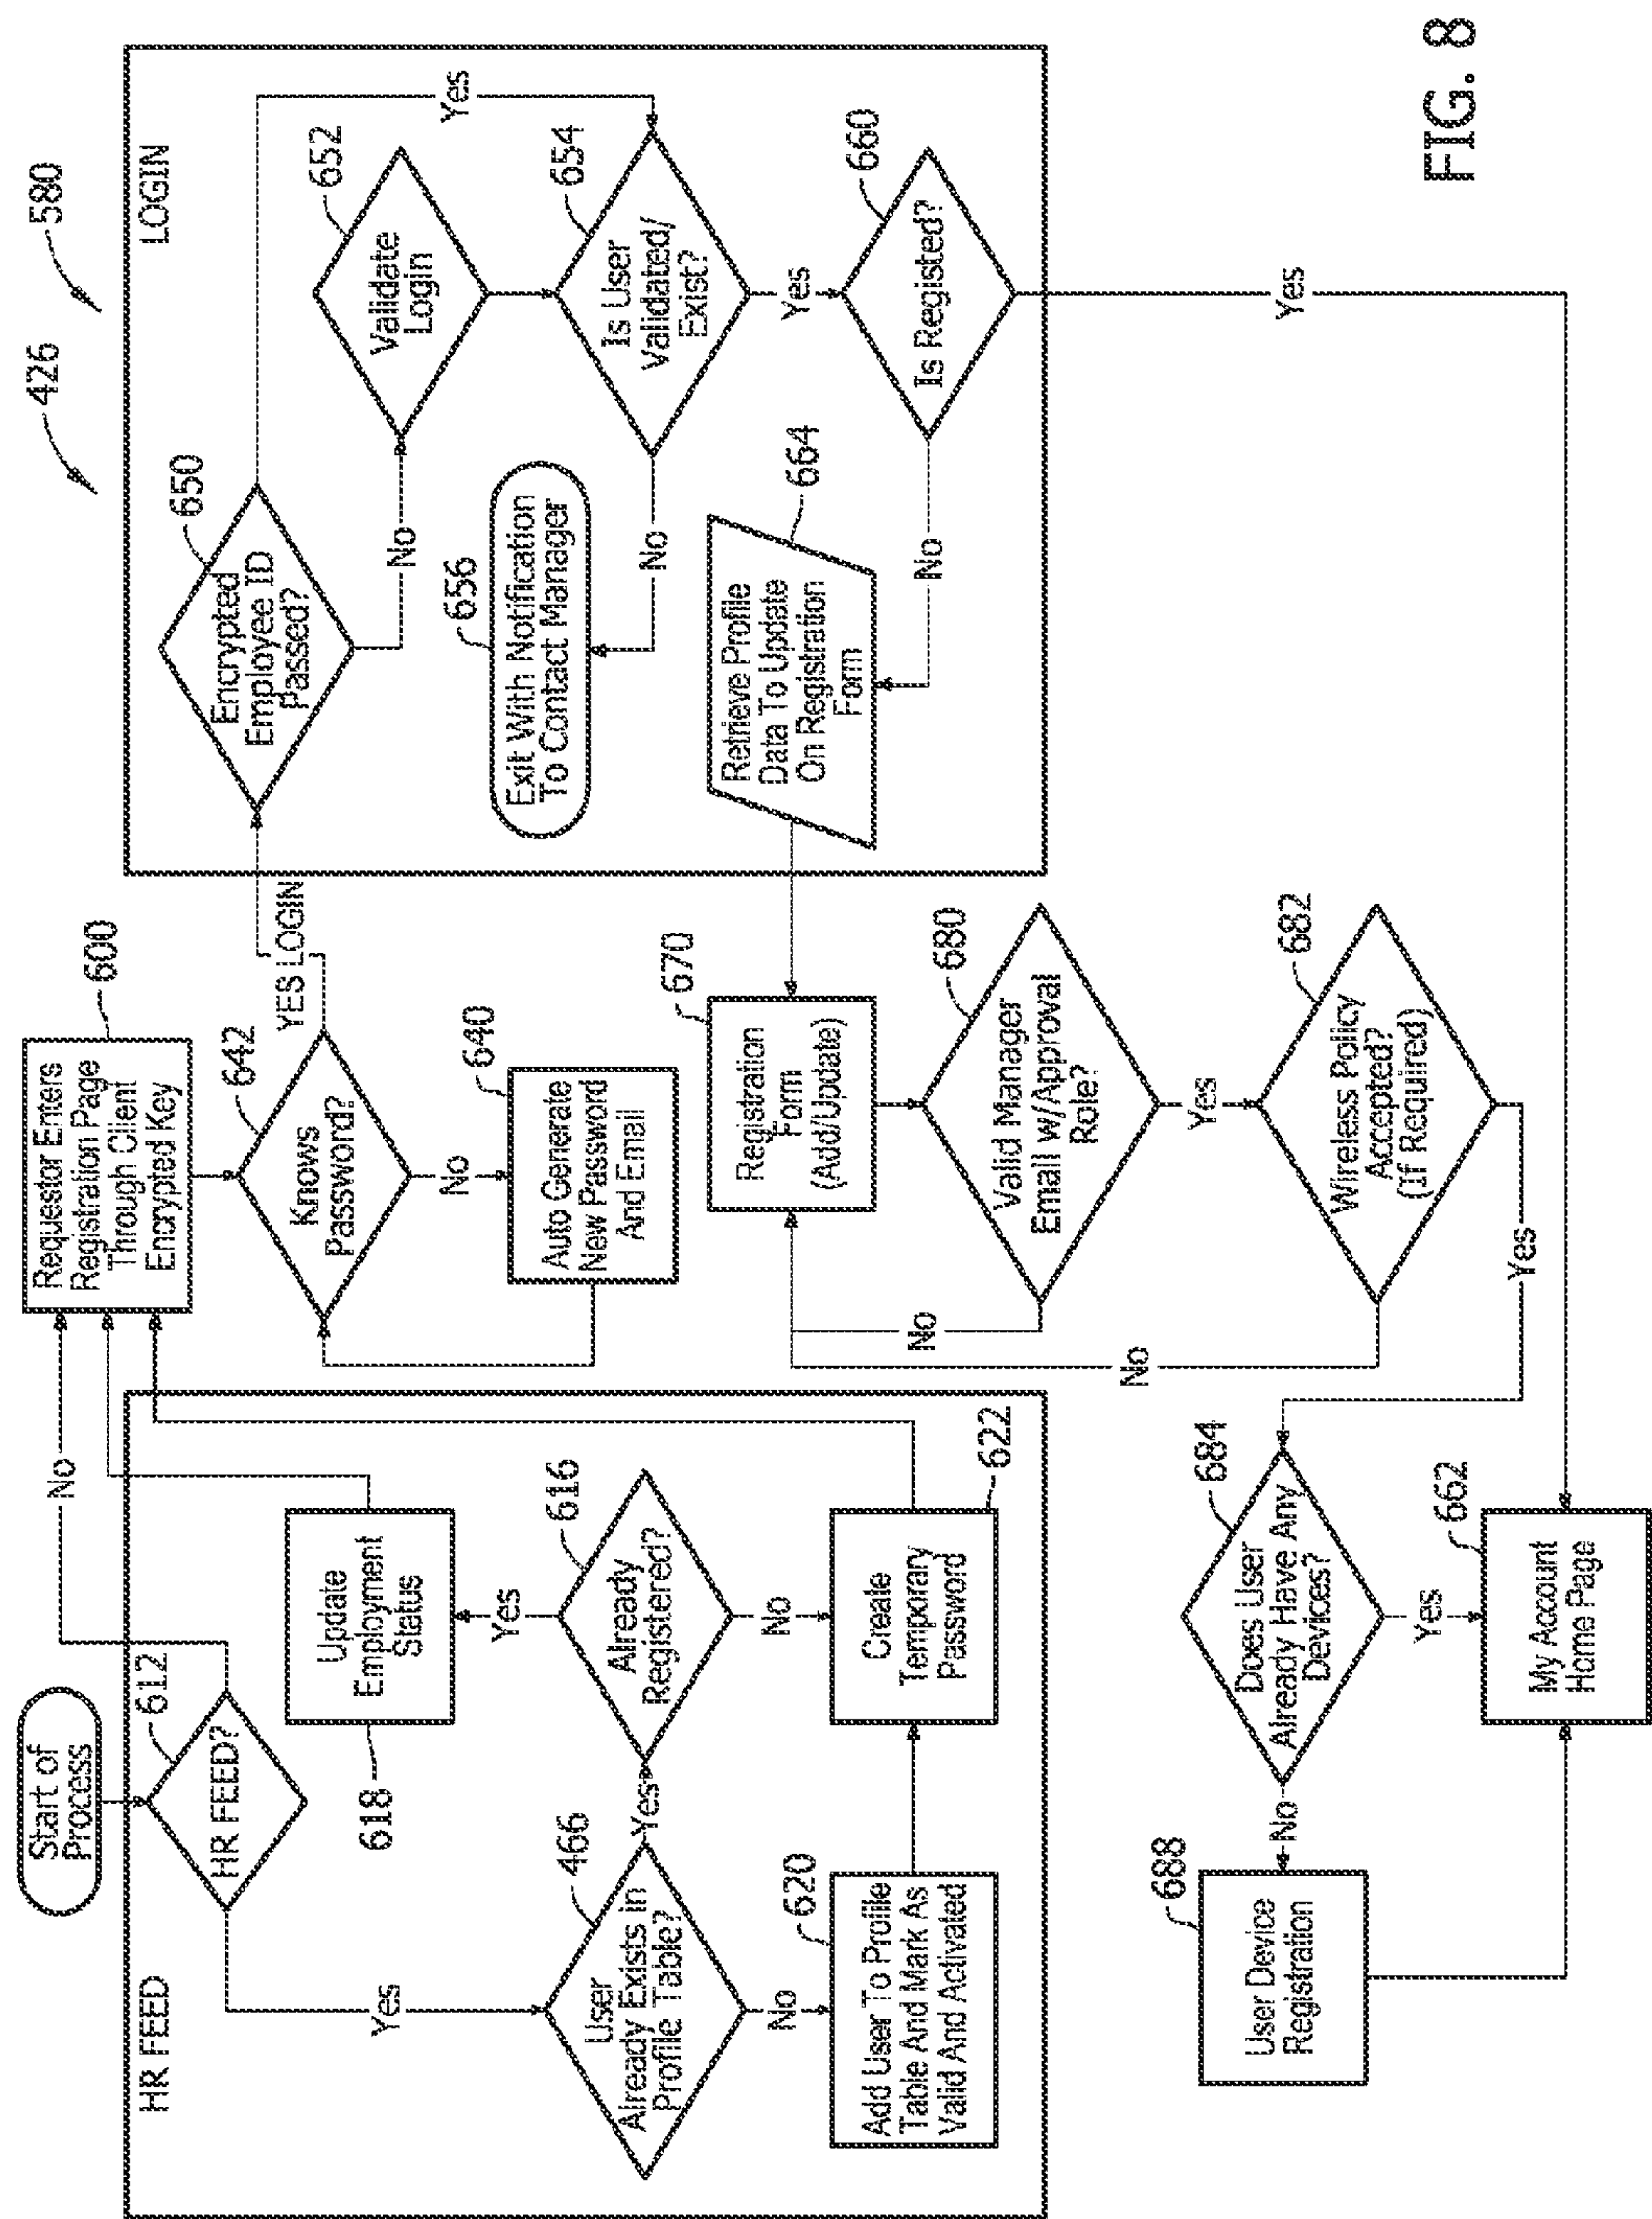 426
580
Start of
Process
HR FEED
612
HR FEED?
No
Yes
User
Already Exists in
Profile Table?
466
Yes
No
Already
Registered?
616
Yes
No
Update
Employment
Status
618
620
Add User To Profile
Table And Mark As
Valid And Activated
Create
Temporary
Password
622
Requestor Enters
Registration Page
Through Client
Encrypted Key
600
Knows
Password?
642
YES LOGIN
No
Auto Generate
New Password
And Email
640
LOGIN
Encrypted
Employee ID
Passed?
650
Yes
No
Validate
Login
652
Is User
Validated/
Exist?
654
No
Yes
656
Exit With Notification
To Contact Manager
Is Registed?
660
No
Yes
Retrieve Profile
Data To Update
On Registration
Form
664
Registration
Form
(Add/Update)
670
Valid Manager
Email w/Approval
Role?
680
No
Yes
Wireless Policy
Accepted?
(If Required)
682
No
Yes
Does User
Already Have Any
Devices?
684
No
Yes
688
User Device
Registration
My Account
Home Page
662
FIG. 8